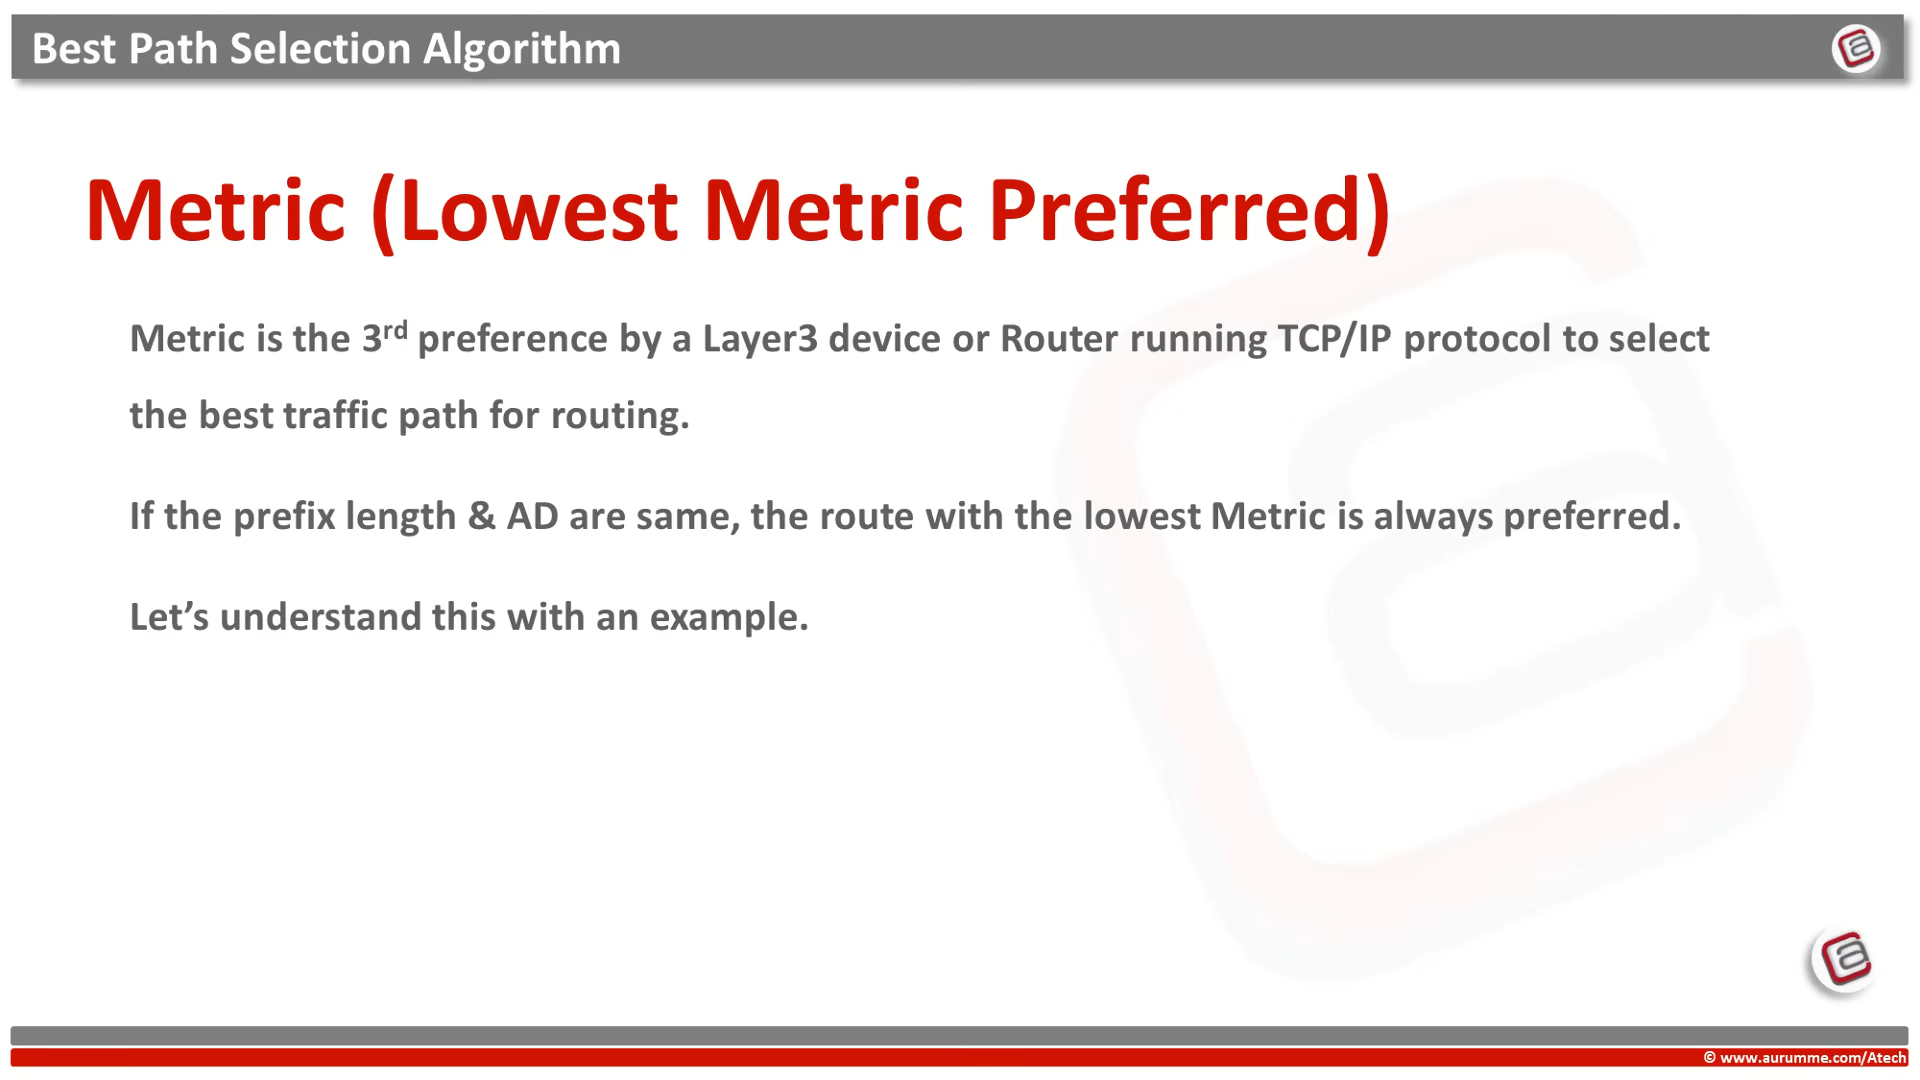 Best Path Selection Algorithm
Metric (Lowest Metric Preferred)
Metric is the 3rd preference by a Layer3 device or Router running TCP/IP protocol to select
the best traffic path for routing.
If the prefix length & AD are same, the route with the lowest Metric is always preferred.
Let’s understand this with an example.
© www.aurumme.com/Atech